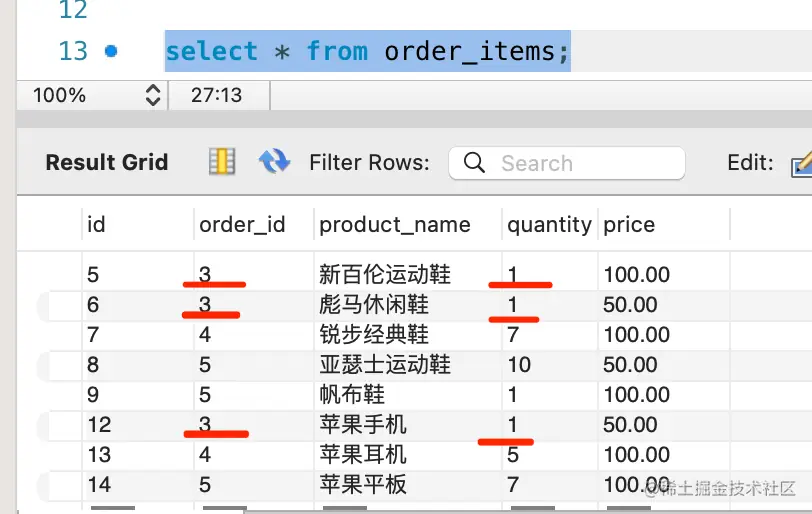 12
13 select * from order_items;
100% 27:13
Result Grid Filter Rows: Search Edit:
id order_id product_name quantity price
5 3 新百伦运动鞋 1 100.00
6 3 彪马休闲鞋 1 50.00
7 4 锐步经典鞋 7 100.00
8 5 亚瑟士运动鞋 10 50.00
9 5 帆布鞋 1 100.00
12 3 苹果手机 1 50.00
13 4 苹果耳机 5 100.00
14 5 苹果平板 7 100.00
@稀土掘金技术社区